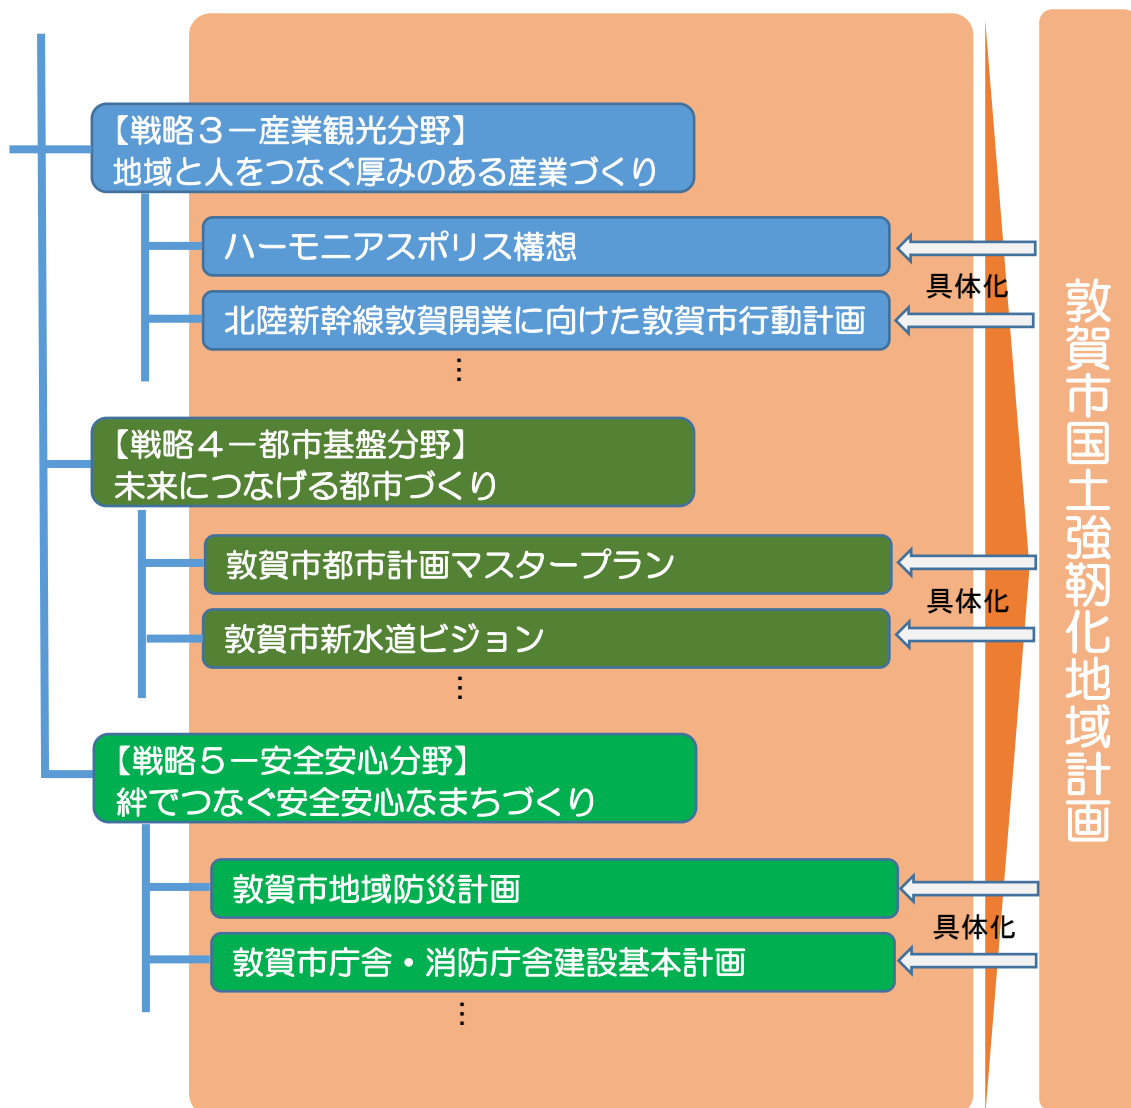 【戦略３－産業観光分野】
地域と人をつなぐ厚みのある産業づくり
ハーモニアスポリス構想
具体化
北陸新幹線敦賀開業に向けた敦賀市行動計画
⋮
【戦略４－都市基盤分野】
未来につなげる都市づくり
敦賀市都市計画マスタープラン
具体化
敦賀市新水道ビジョン
⋮
【戦略５－安全安心分野】
絆でつなぐ安全安心なまちづくり
敦賀市地域防災計画
具体化
敦賀市庁舎・消防庁舎建設基本計画
⋮
敦賀市国土強靭化地域計画